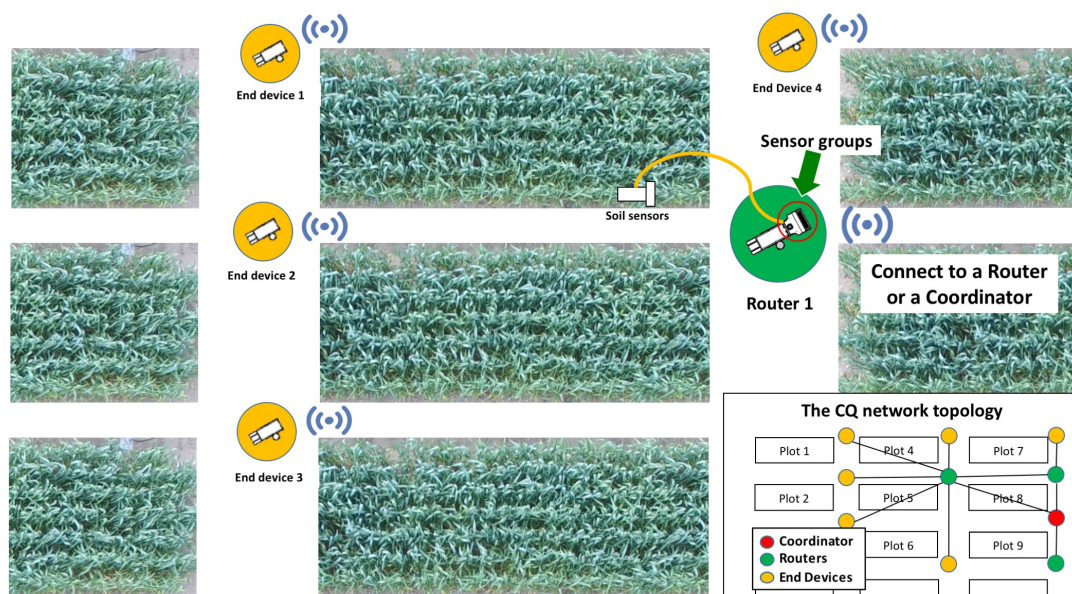 End device 1
End Device 4
Sensor groups
Soil sensors
End device 2
Router 1
Connect to a Router
or a Coordinator
End device 3
The CQ network topology
Plot 1
Plot 4
Plot 7
Plot 2
Plot 5
Plot 8
Plot 6
Plot 9
Coordinator
Routers
End Devices